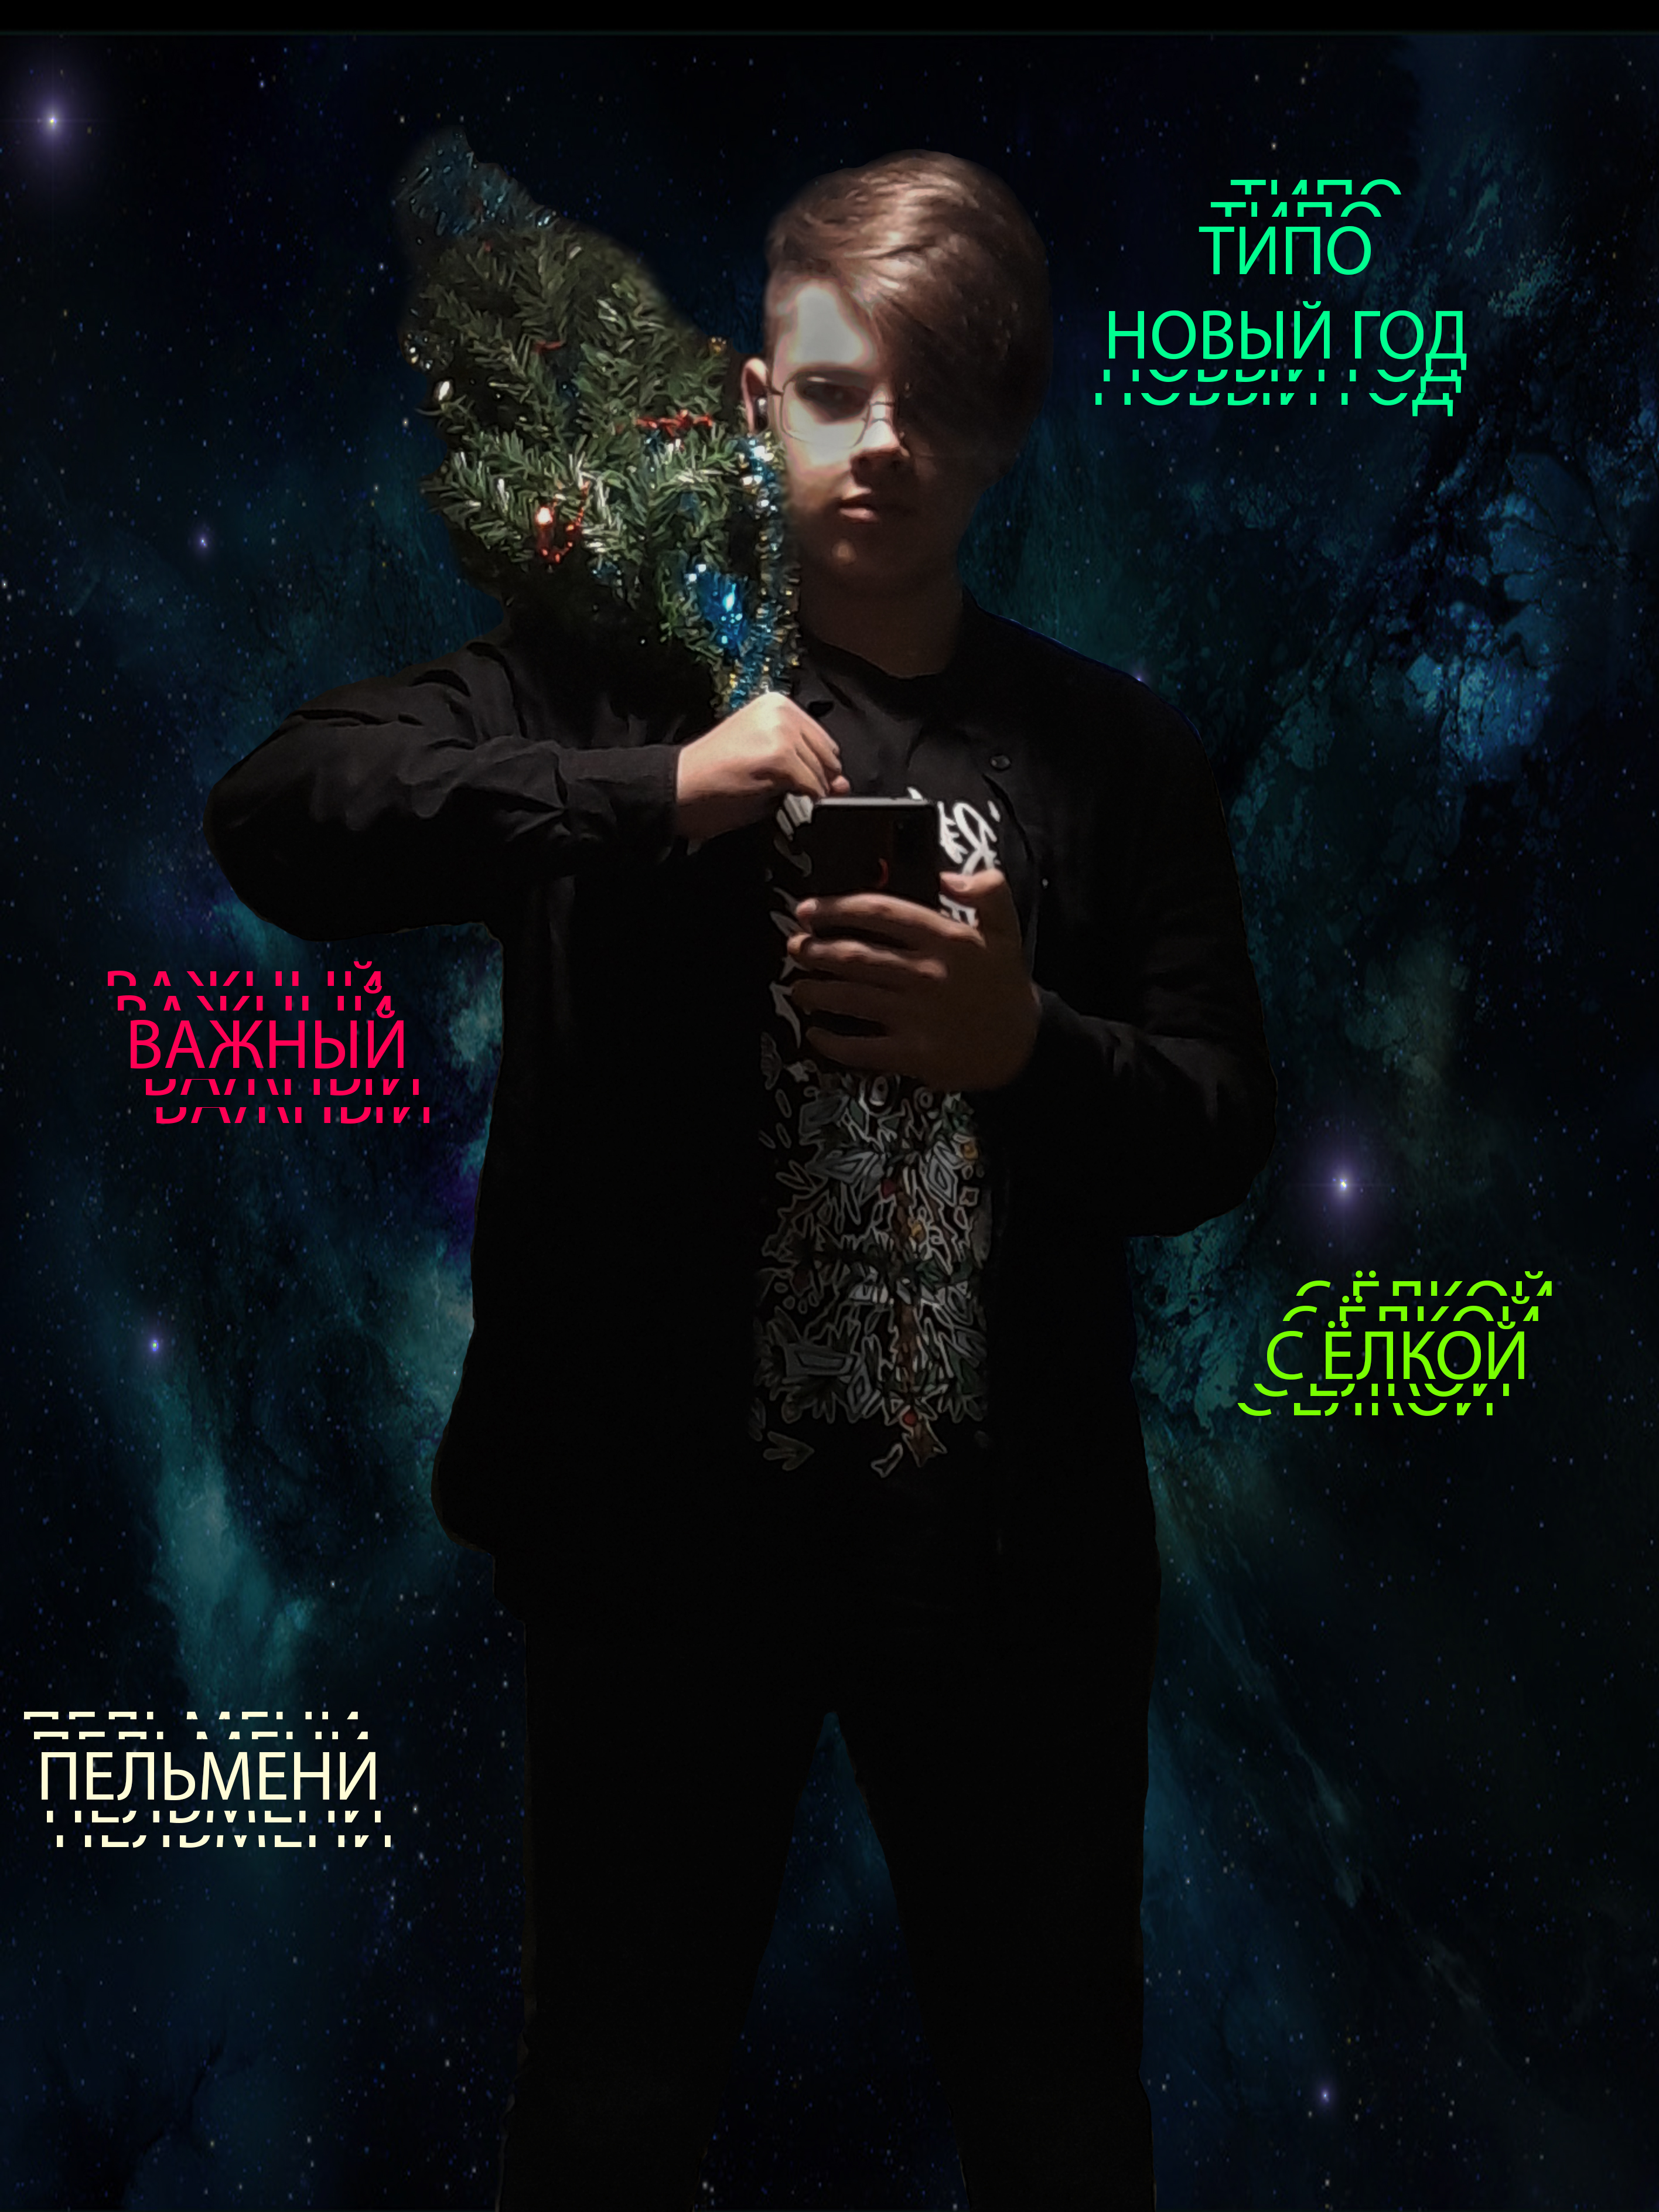 ТИПО
НОВЫЙ ГОД
ВАЖНЫЙ
С ЁЛКОЙ
ПЕЛЬМЕНИ